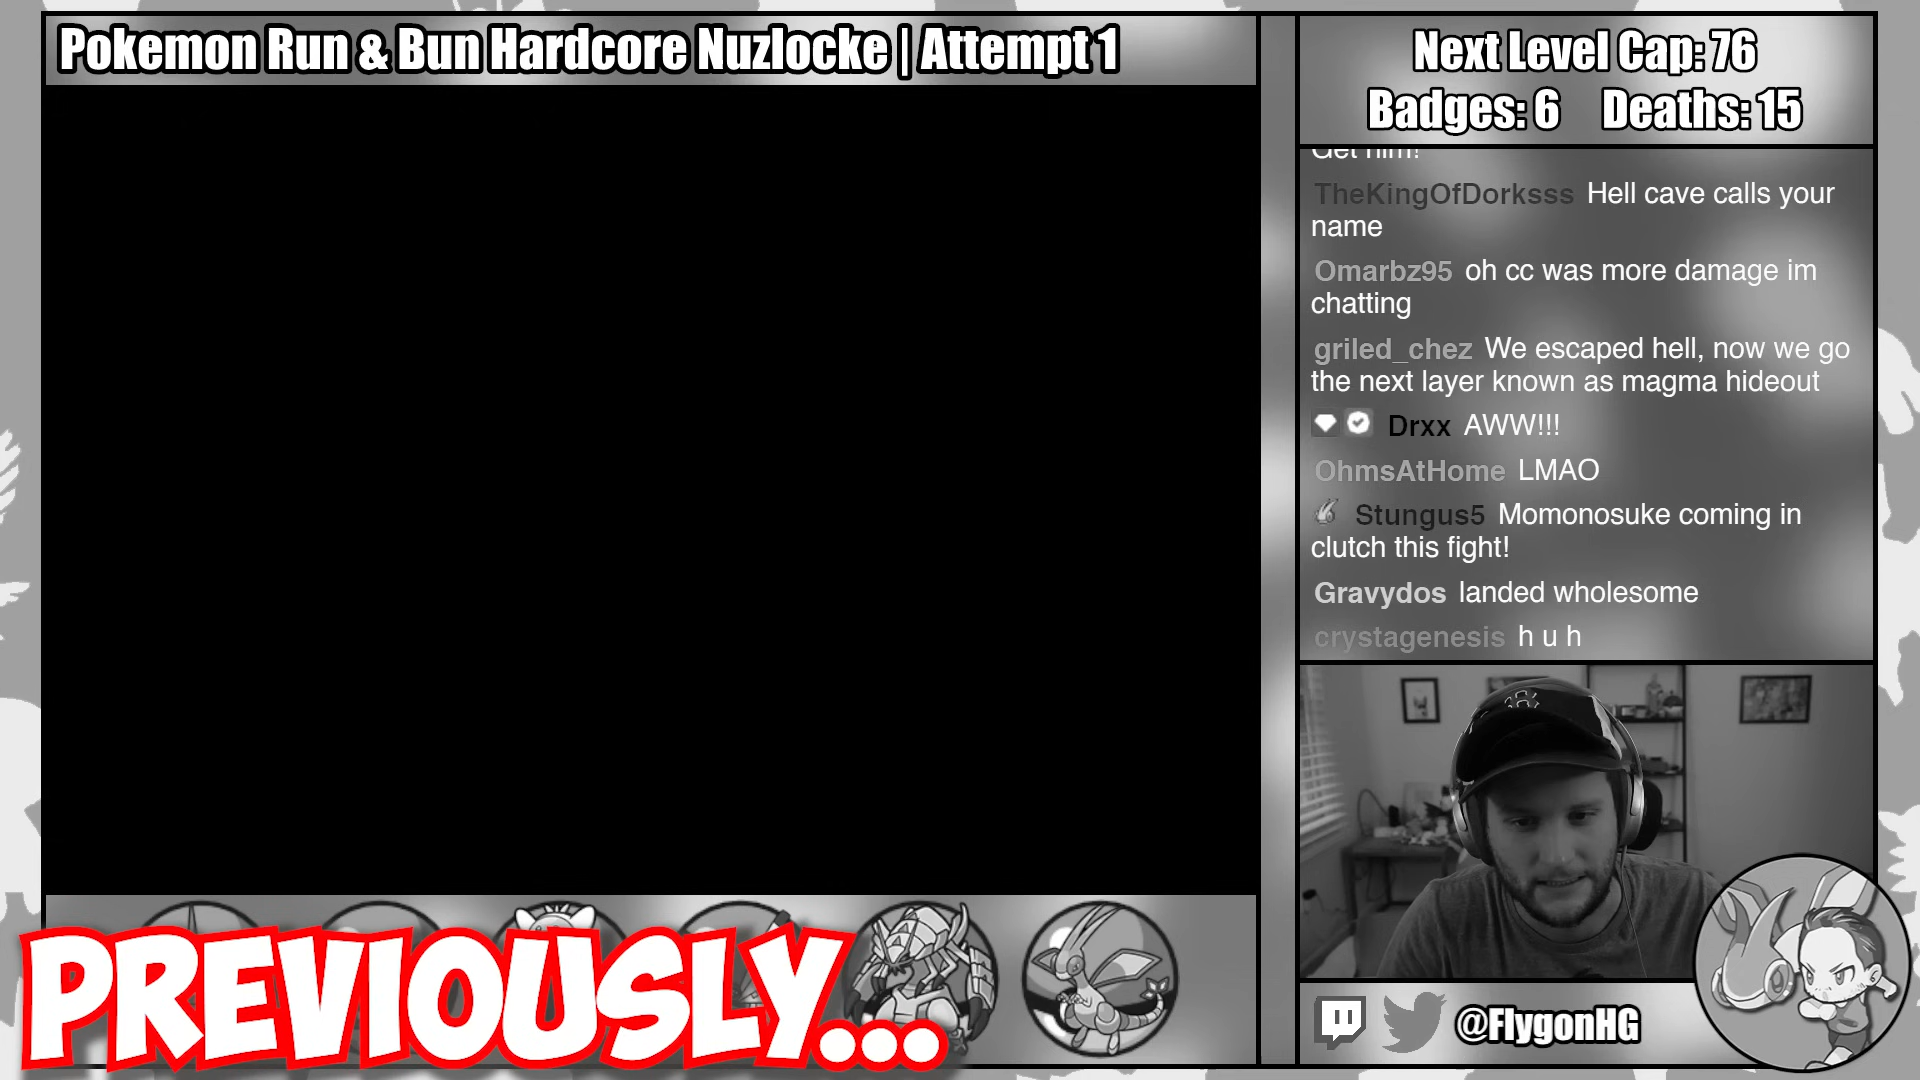 Pokemon Run & Bun Hardcore Nuzlocke | Attempt 1
Next Level Cap: 76
Badges: 6 Deaths: 15
Get him!
TheKingOfDorksss Hell cave calls your
name
Omarbz95 oh cc was more damage im
chatting
griled_chez We escaped hell, now we go
the next layer known as magma hideout
Drxx AWW!!!
OhmsAtHome LMAO
Stungus5 Momonosuke coming in
clutch this fight!
Gravydos landed wholesome
crystagenesis h u h
PREVIOUSLY...
@FlygonHG